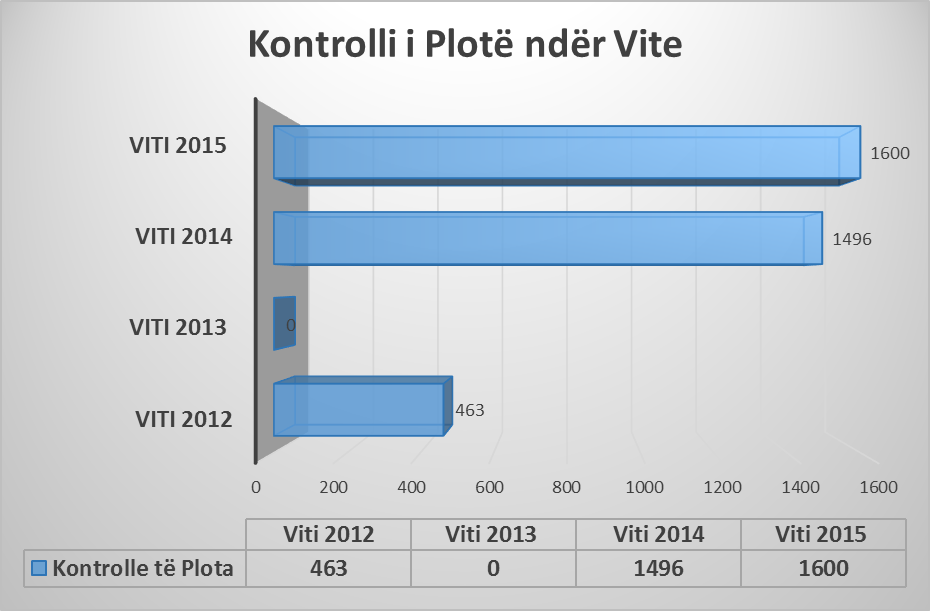 Kontrolli i Plotë ndër Vite
VITI 2015
1600
VITI 2014
1496
VITI 2013
0
VITI 2012
463
0 200 400 600 800 1000 1200 1400 1600
Viti 2012 Viti 2013 Viti 2014 Viti 2015
Kontrolle të Plota 463 0 1496 1600